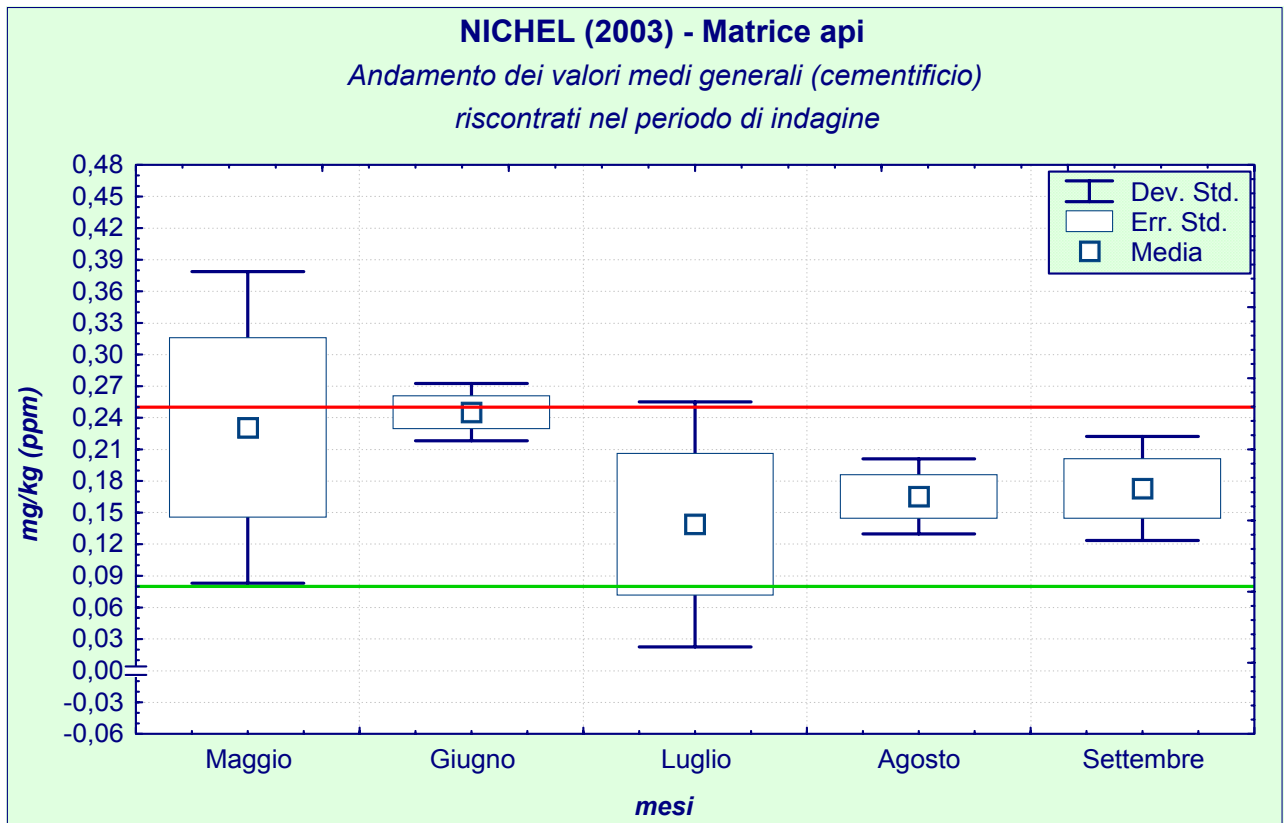 NICHEL (2003) - Matrice api
Andamento dei valori medi generali (cementificio)
riscontrati nel periodo di indagine
Dev. Std.
Err. Std.
Media
mg/kg (ppm)
0,48
0,45
0,42
0,39
0,36
0,33
0,30
0,27
0,24
0,21
0,18
0,15
0,12
0,09
0,06
0,03
0,00
-0,03
-0,06
Maggio Giugno Luglio Agosto Settembre
mesi